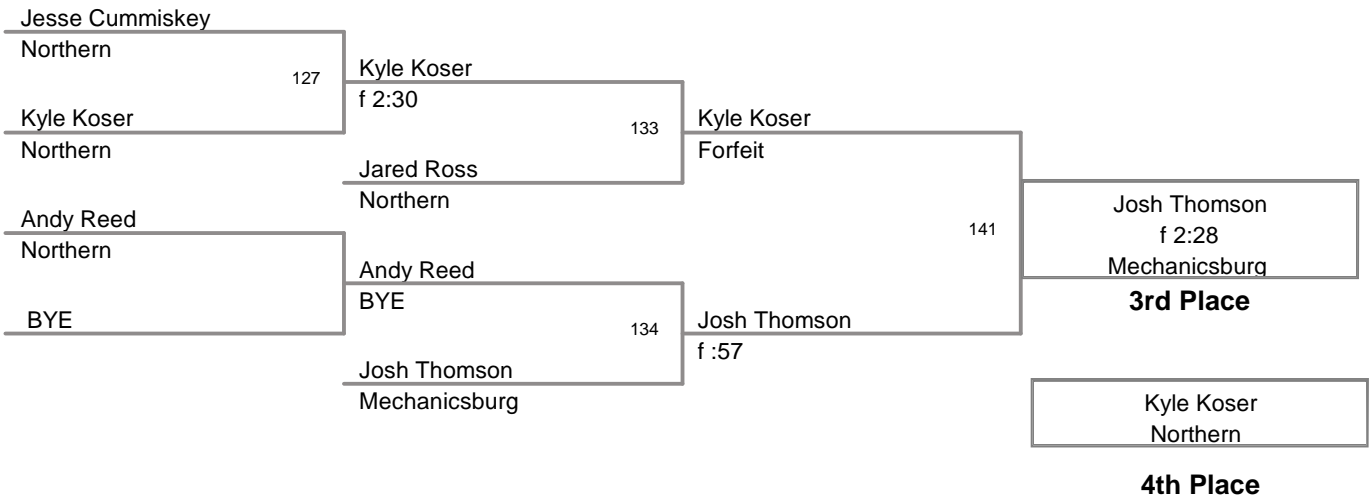 Jesse Cummiskey
Northern
127
Kyle Koser
f 2:30
Kyle Koser
Northern
133
Kyle Koser
Forfeit
Jared Ross
Northern
Andy Reed
Northern
141
Josh Thomson
f 2:28
Mechanicsburg
3rd Place
Andy Reed
BYE
BYE
134
Josh Thomson
f :57
Josh Thomson
Mechanicsburg
Kyle Koser
Northern
4th Place